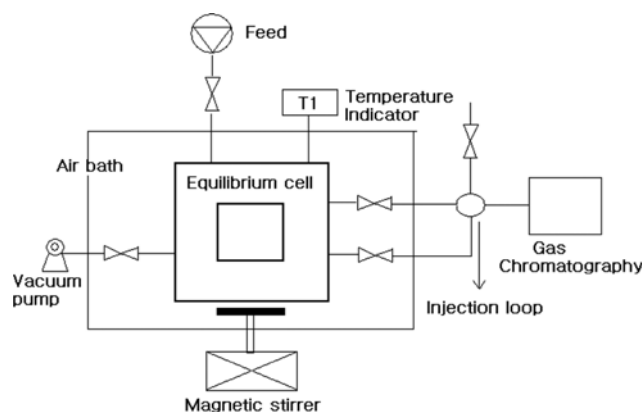 Feed
T1
Temperature
Indicator
Air bath
Equilibrium cell
Vacuum
pump
Gas
Chromatography
Injection loop
Magnetic stirrer